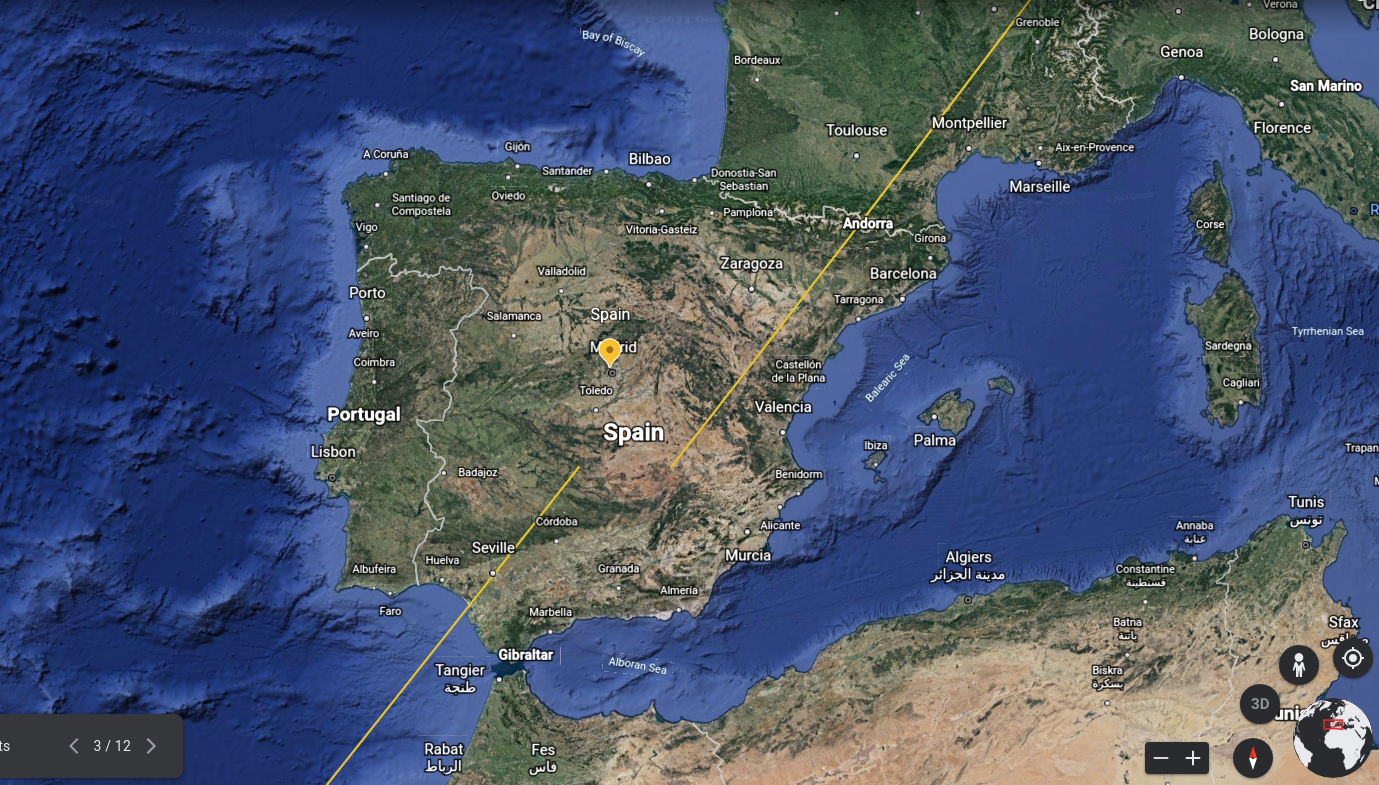 Verona
Grenoble
Bay of Biscay
Bologna
Genoa
Bordeaux
San Marino
Montpellier
Florence
Toulouse
Aix-en-Provence
Gijón
A Coruña
Bilbao
Santander
Donostia-San
Sebastian
Marseille
Oviedo
Santiago de
Compostela
Pamplona
Vigo
Vitoria-Gasteiz
Andorra
Corse
Girona
Zaragoza
Valladolid
Barcelona
Porto
Tarragona
Salamanca
Spain
Aveiro
Tyrrhenian Sea
Sardegna
Coimbra
Castellón
de la Plana
Balearic Sea
Cagliari
Toledo
Portugal
Valencia
Spain
Palma
Lisbon
Ibiza
Trapan
Badajoz
Benidorm
Tunis
تونس
Córdoba
Alicante
Annaba
عنابة
Seville
Murcia
Huelva
Algiers
مدينة الجزائر
Albufeira
Granada
Constantine
قسنطينة
Almería
Faro
Marbella
Batna
باتنة
Sfax
صفاقس
Gibraltar
Alboran Sea
Tangier
طنجة
Biskra
بسكرة
3D
ts
3 / 12
Rabat
الرباط
Fes
فاس